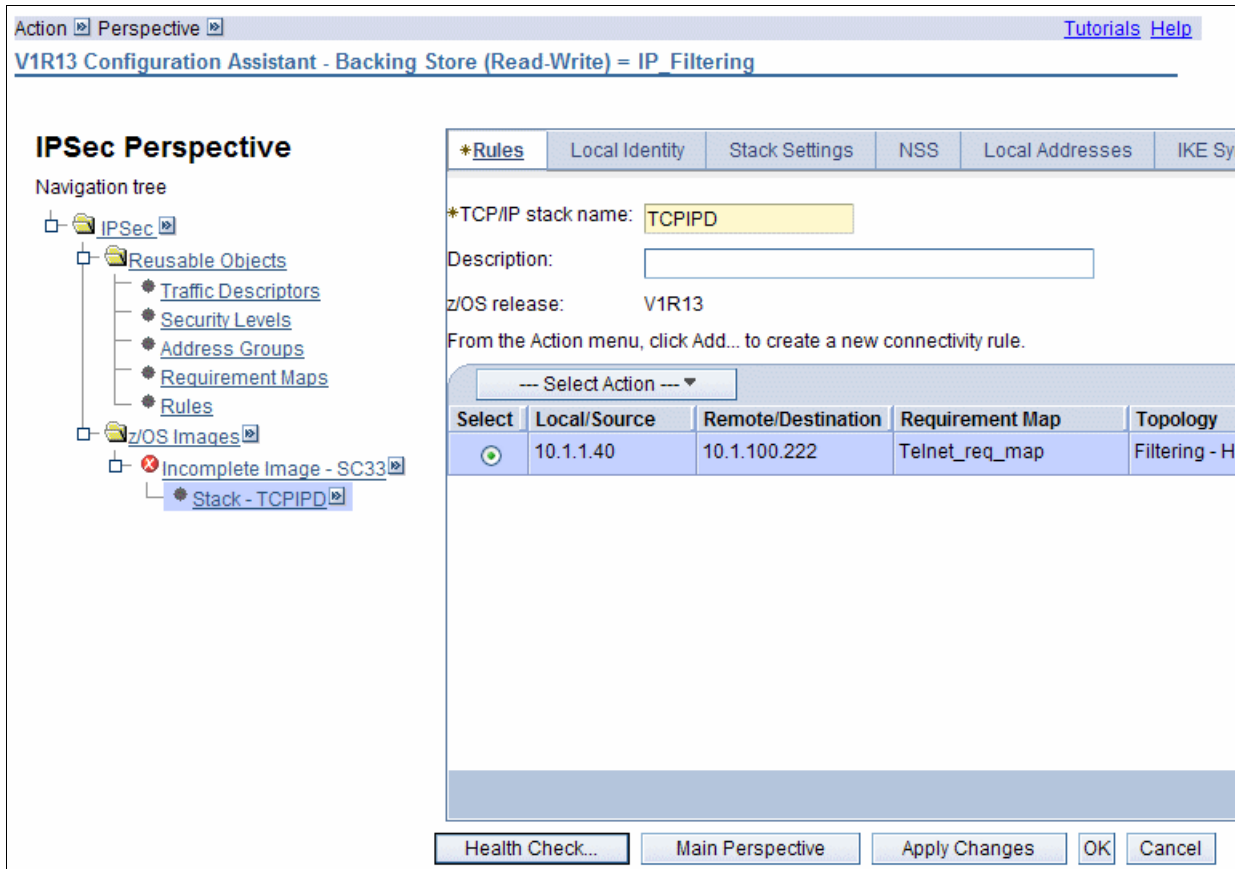 Action Perspective Tutorials Help
V1R13 Configuration Assistant - Backing Store (Read-Write) = IP_Filtering
IPSec Perspective
Navigation tree
IPSec
Reusable Objects
Traffic Descriptors
Security Levels
Address Groups
Requirement Maps
Rules
z/OS Images
Incomplete Image - SC33
Stack - TCPIPD
*Rules Local Identity Stack Settings NSS Local Addresses IKE Sy
*TCP/IP stack name: TCPIPD
Description:
z/OS release: V1R13
From the Action menu, click Add... to create a new connectivity rule.
--- Select Action ---
Select Local/Source Remote/Destination Requirement Map Topology
10.1.1.40 10.1.100.222 Telnet_req_map Filtering - H
Health Check... Main Perspective Apply Changes OK Cancel